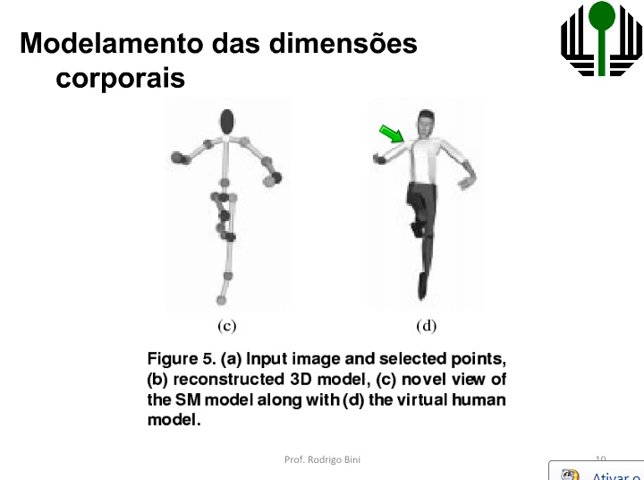 Modelamento das dimensões
corporais
(c)
(d)
Figure 5. (a) Input image and selected points,
(b) reconstructed 3D model, (c) novel view of
the SM model along with (d) the virtual human
model.
Prof. Rodrigo Bini
Ativar o